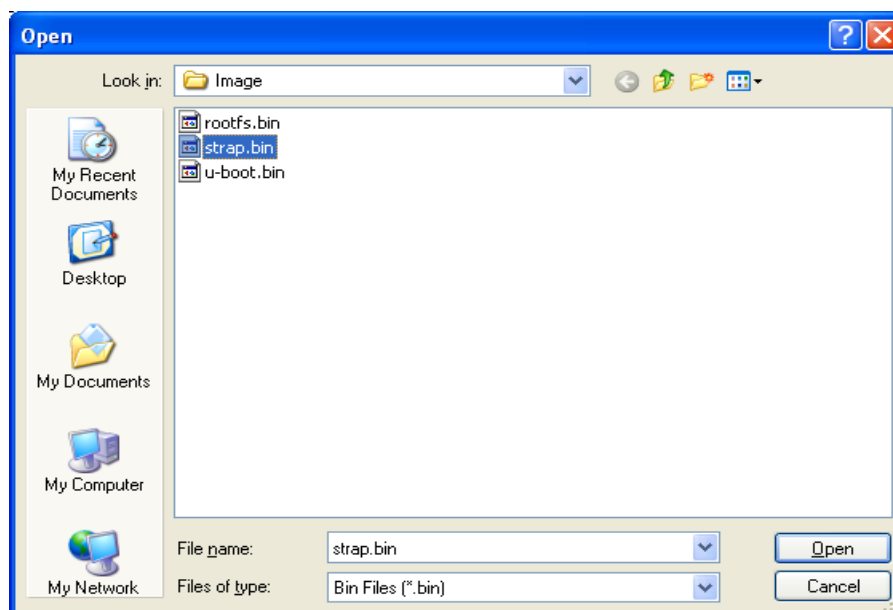 Open
Look in:
Image
rootfs.bin
strap.bin
u-boot.bin
My Recent
Documents
Desktop
My Documents
My Computer
My Network
File name:
strap.bin
Open
Files of type:
Bin Files (*.bin)
Cancel